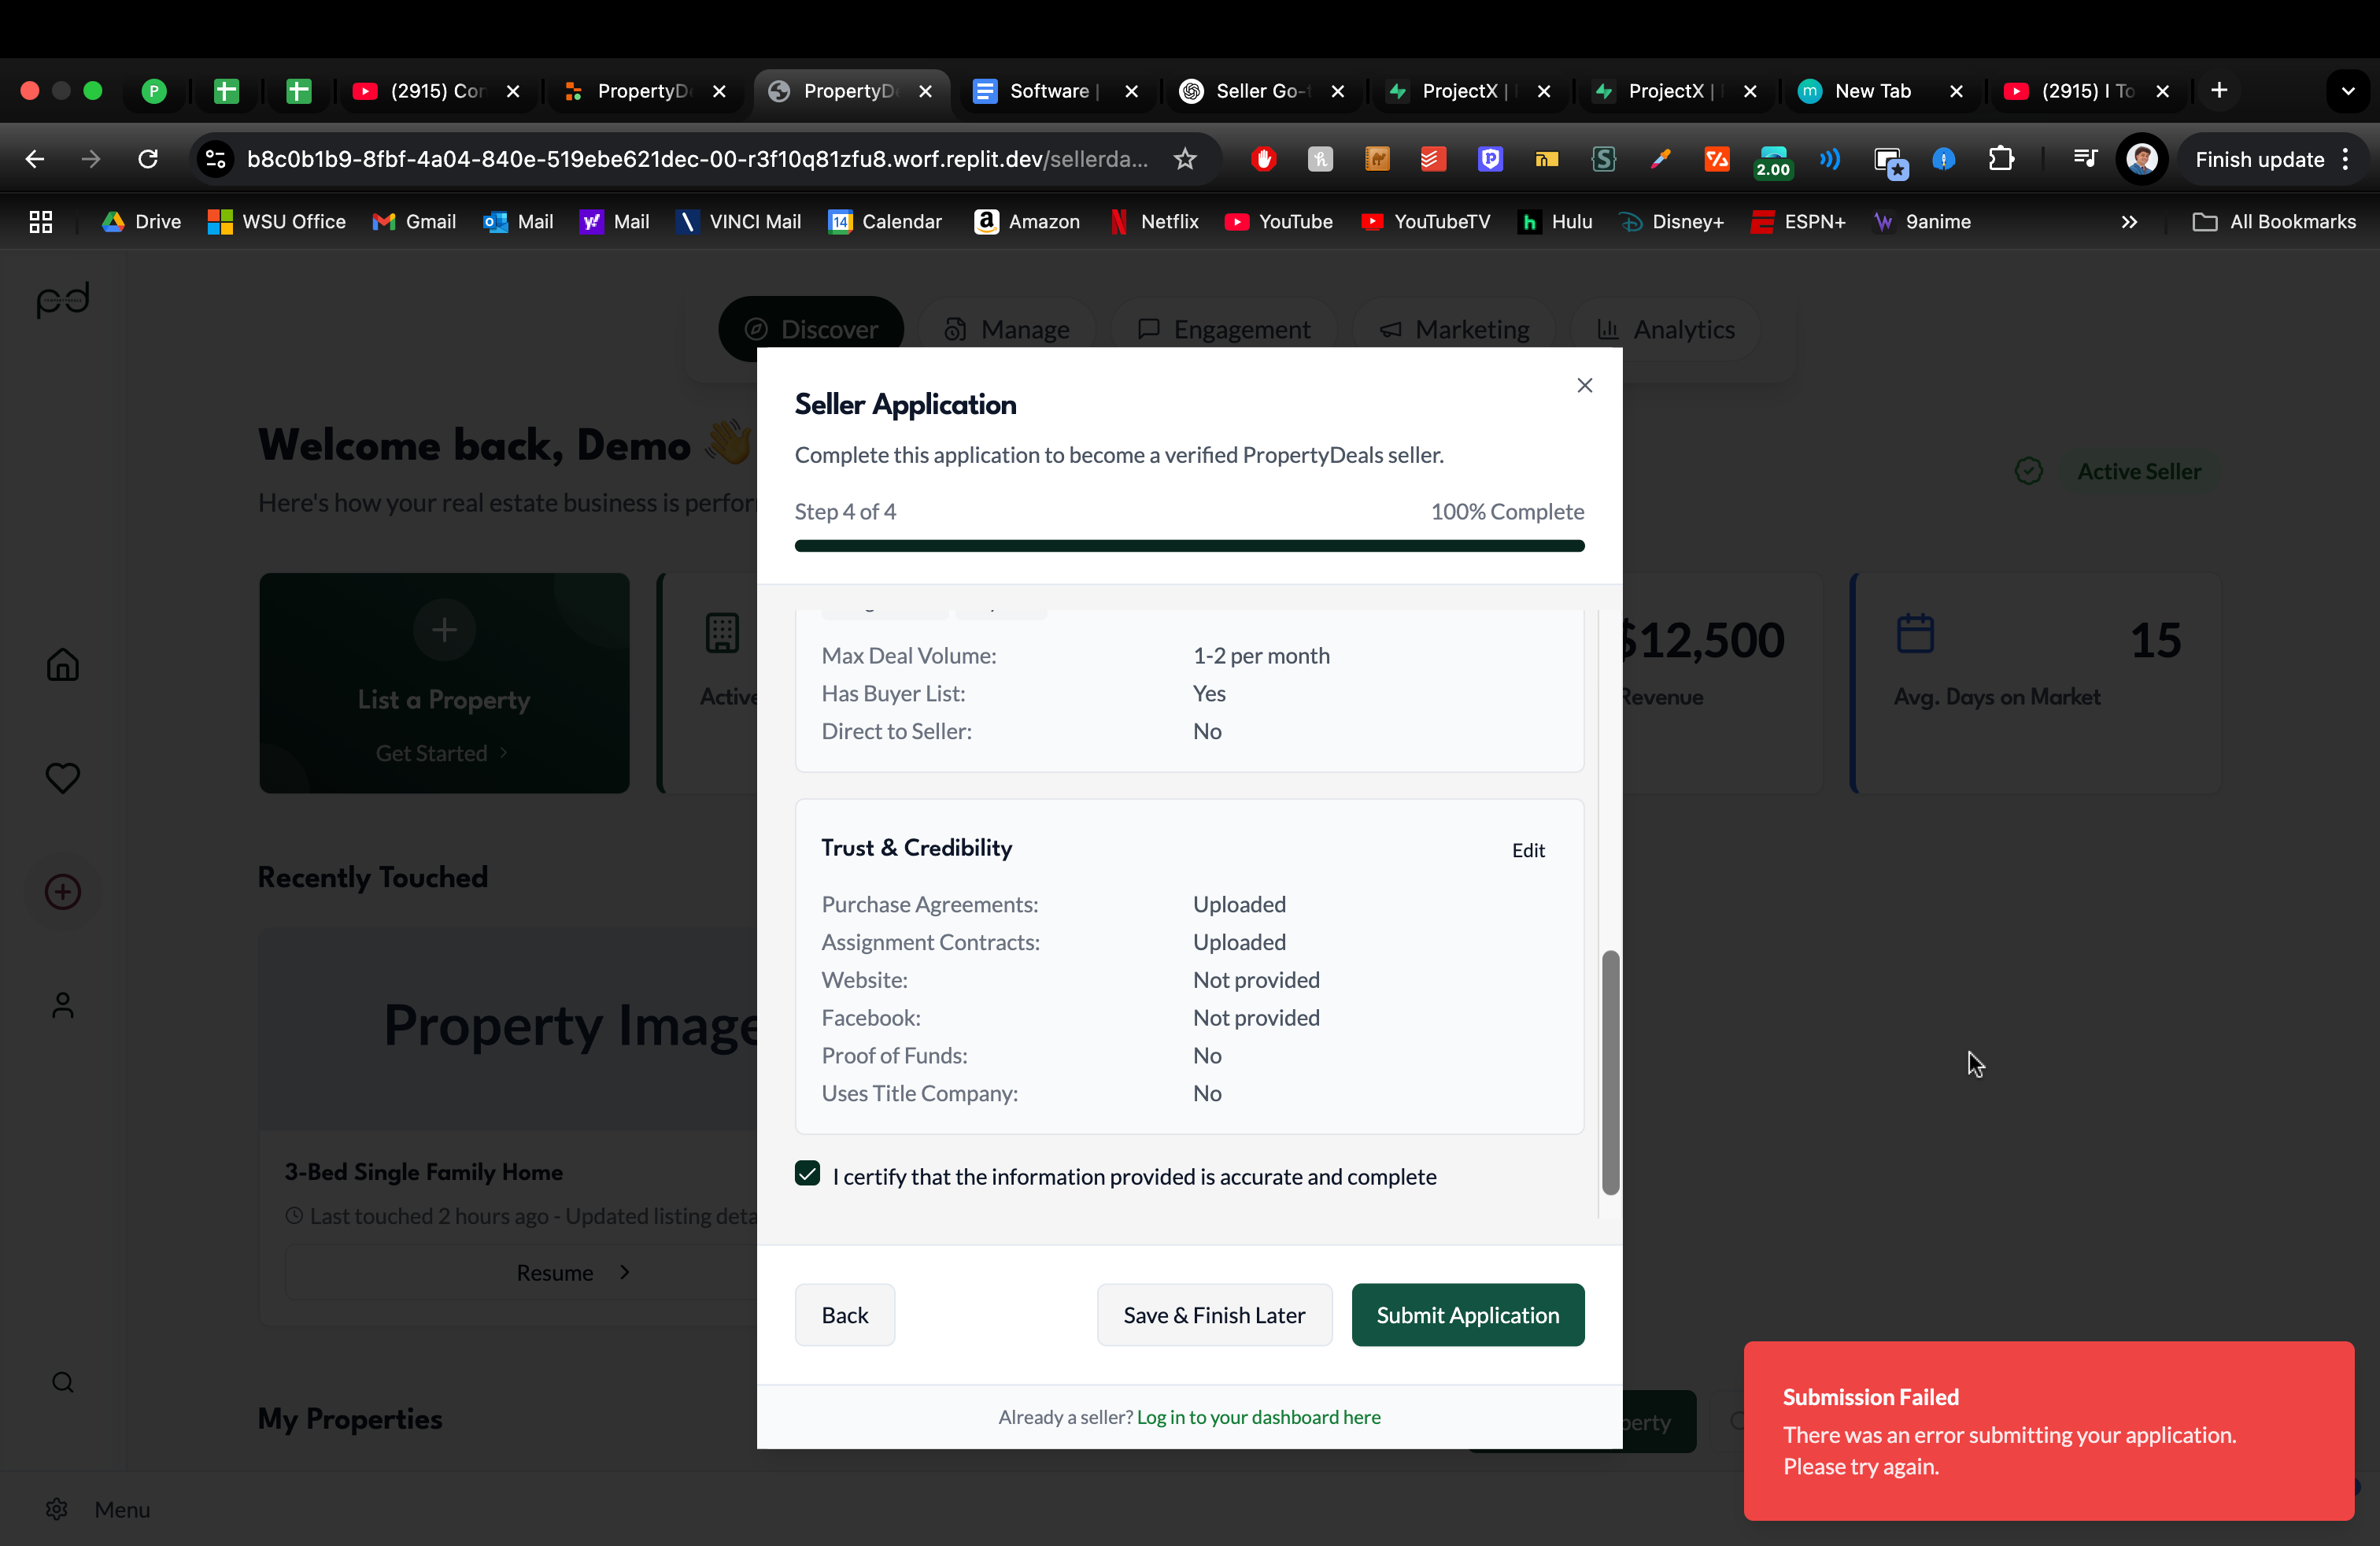 P
(2915) Cor
PropertyD
PropertyD
Software |
Seller Go-t
ProjectX |
ProjectX |
m
New Tab
(2915) I To
b8c0b1b9-8fbf-4a04-840e-519ebe621dec-00-r3f10q81zfu8.worf.replit.dev/sellerda...
2.00
Finish update
Drive
WSU Office
Gmail
Mail
Mail
VINCI Mail
14
Calendar
Amazon
Netflix
YouTube
YouTubeTV
Hulu
Disney+
ESPN+
9anime
All Bookmarks
pd
Discover
Manage
Engagement
Marketing
Analytics
Welcome back, Demo 👋
Here's how your real estate business is perfor
Active Seller
List a Property
Get Started
Active
$12,500
Revenue
15
Avg. Days on Market
Recently Touched
Property Image
3-Bed Single Family Home
Last touched 2 hours ago - Updated listing deta
Resume
My Properties
Menu
Seller Application
Complete this application to become a verified PropertyDeals seller.
Step 4 of 4
100% Complete
Max Deal Volume: 1-2 per month
Has Buyer List: Yes
Direct to Seller: No
Trust & Credibility
Edit
Purchase Agreements: Uploaded
Assignment Contracts: Uploaded
Website: Not provided
Facebook: Not provided
Proof of Funds: No
Uses Title Company: No
I certify that the information provided is accurate and complete
Back
Save & Finish Later
Submit Application
Already a seller? Log in to your dashboard here
perty
Submission Failed
There was an error submitting your application.
Please try again.